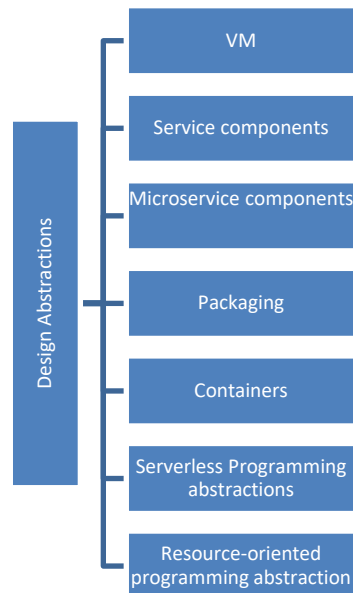 Design Abstractions
VM
Service components
Microservice components
Packaging
Containers
Serverless Programming
abstractions
Resource-oriented
programming abstraction